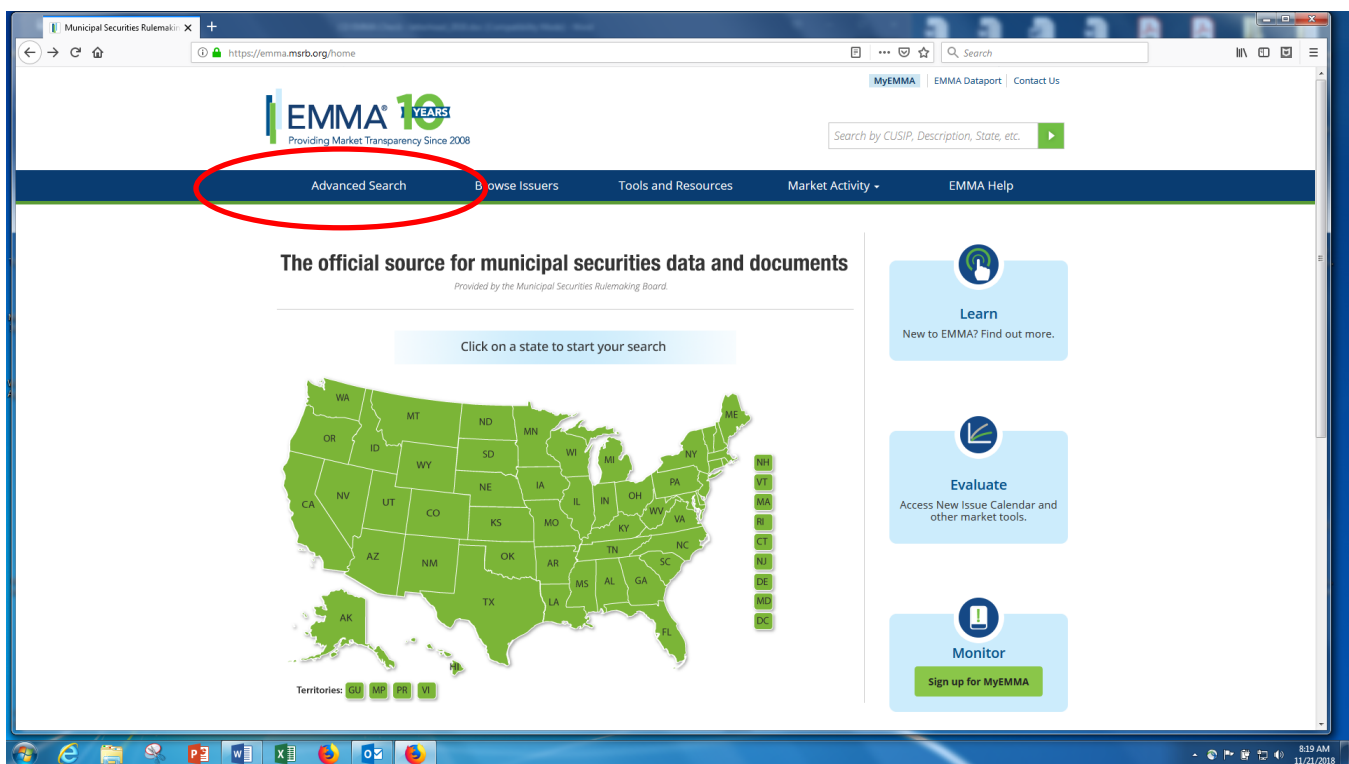 Municipal Securities Rulemakin
https://emma.msrb.org/home
Search
MyEMMA
EMMA Dataport
Contact Us
EMMA® 10 YEARS
Providing Market Transparency Since 2008
Search by CUSIP, Description, State, etc.
Advanced Search
Browse Issuers
Tools and Resources
Market Activity
EMMA Help
The official source for municipal securities data and documents
Provided by the Municipal Securities Rulemaking Board.
Click on a state to start your search
WA
MT
ND
MN
ME
OR
ID
SD
WI
MI
NY
WY
NH
NE
IA
PA
VT
NV
UT
IL
IN
OH
CA
CO
WV
MA
KS
MO
KY
VA
RI
CT
AZ
NM
OK
AR
TN
NC
SC
NJ
MS
AL
GA
DE
TX
LA
MD
AK
FL
DC
HI
Territories:
GU
MP
PR
VI
Learn
New to EMMA? Find out more.
Evaluate
Access New Issue Calendar and
other market tools.
Monitor
Sign up for MyEMMA
8:19 AM
11/21/2018